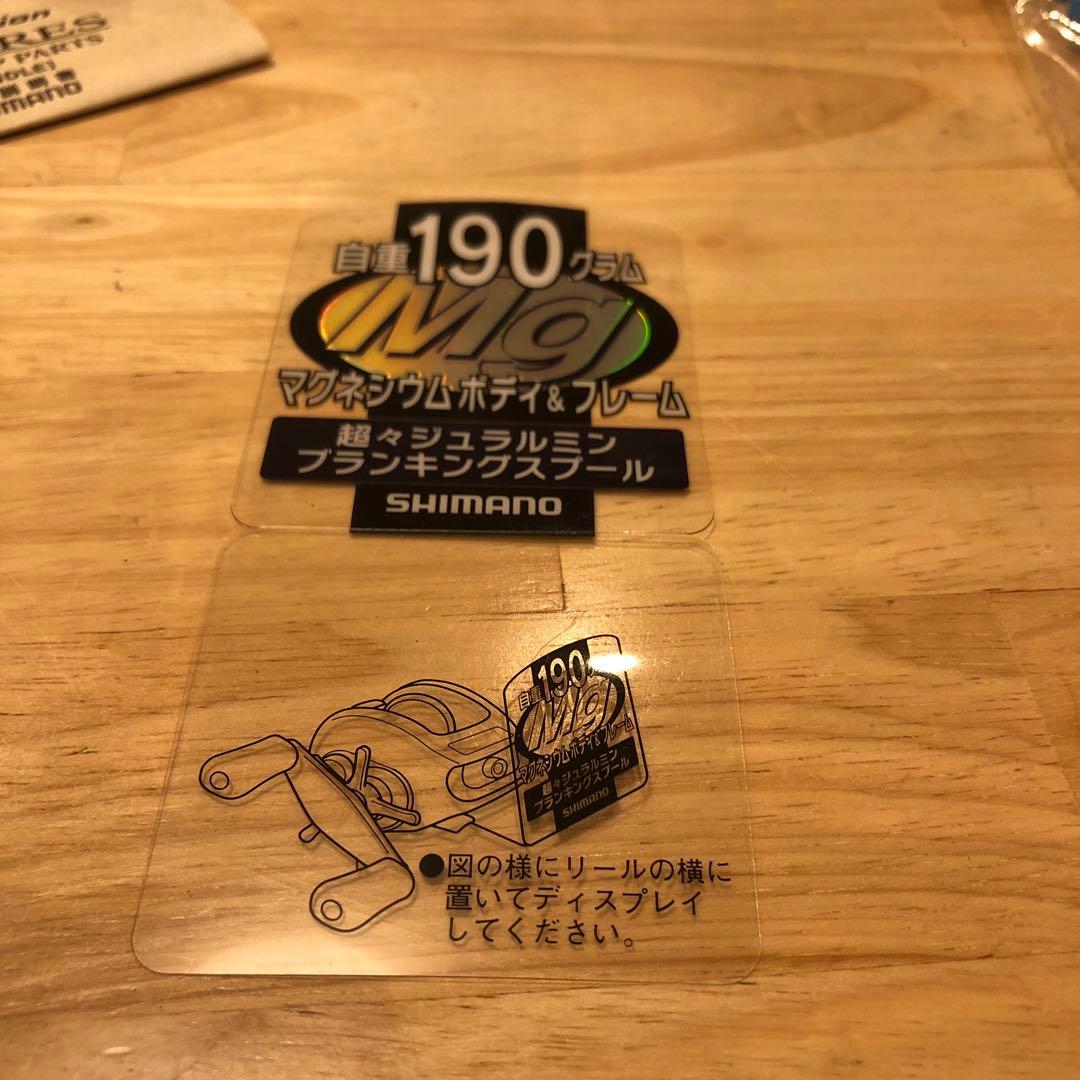 PARTS
自重190グラム
Mg
マグネシウムボディ&フレーム
超々ジュラルミン
ブランキングスプール
SHIMANO
自重190
Mg
マグネシウムボディ&フレーム
超々ジュラルミン
ブランキングスプール
SHIMANO
●図の様にリールの横に
置いてディスプレイ
してください。